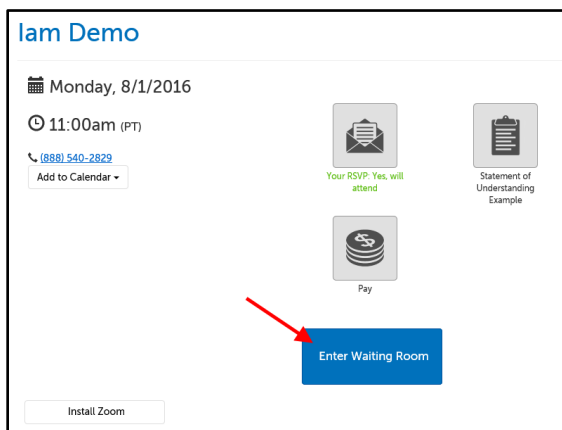 Iam Demo
Monday, 8/1/2016
11:00am (PT)
(888) 540-2829
Add to Calendar
Your RSVP: Yes, will
attend
Statement of
Understanding
Example
Pay
Enter Waiting Room
Install Zoom